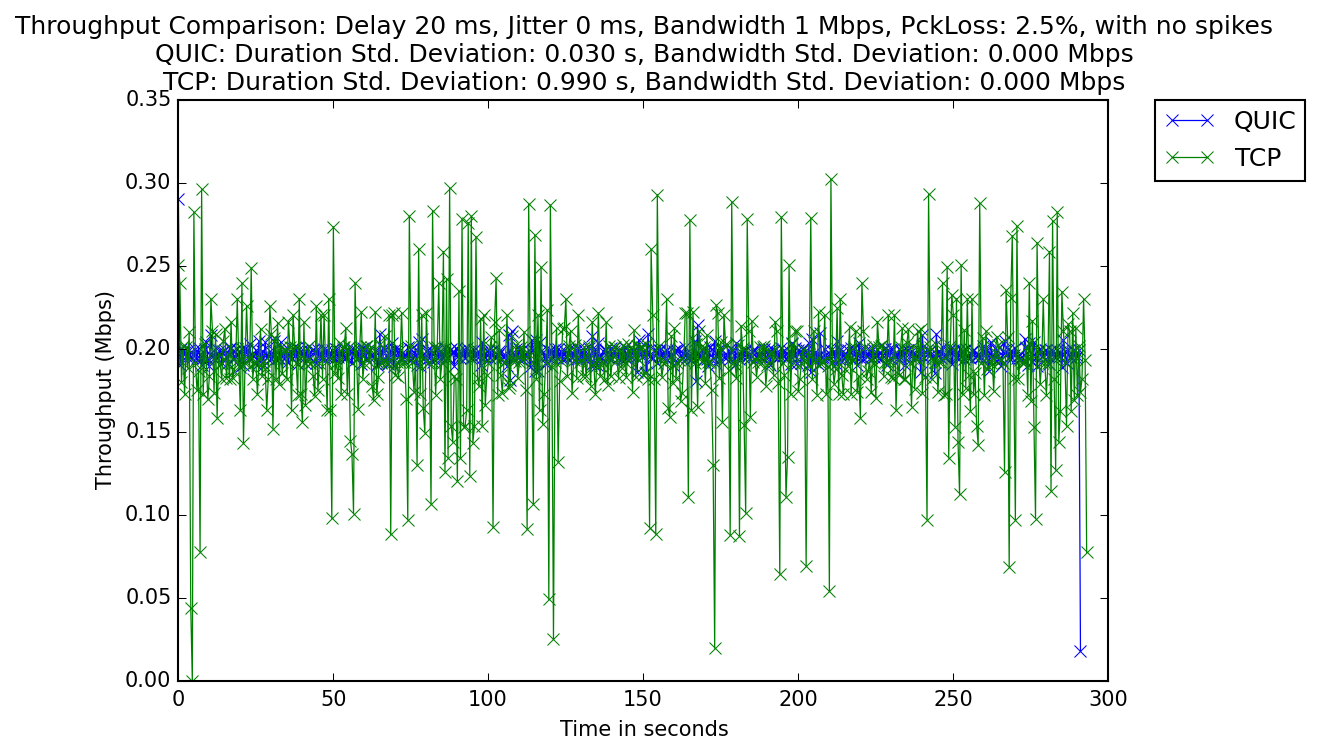 Throughput Comparison: Delay 20 ms, Jitter 0 ms, Bandwidth 1 Mbps, PckLoss: 2.5%, with no spikes
QUIC: Duration Std. Deviation: 0.030 s, Bandwidth Std. Deviation: 0.000 Mbps
TCP: Duration Std. Deviation: 0.990 s, Bandwidth Std. Deviation: 0.000 Mbps
QUIC
TCP
Throughput (Mbps)
0.35
0.30
0.25
0.20
0.15
0.10
0.05
0.00
0 50 100 150 200 250 300
Time in seconds